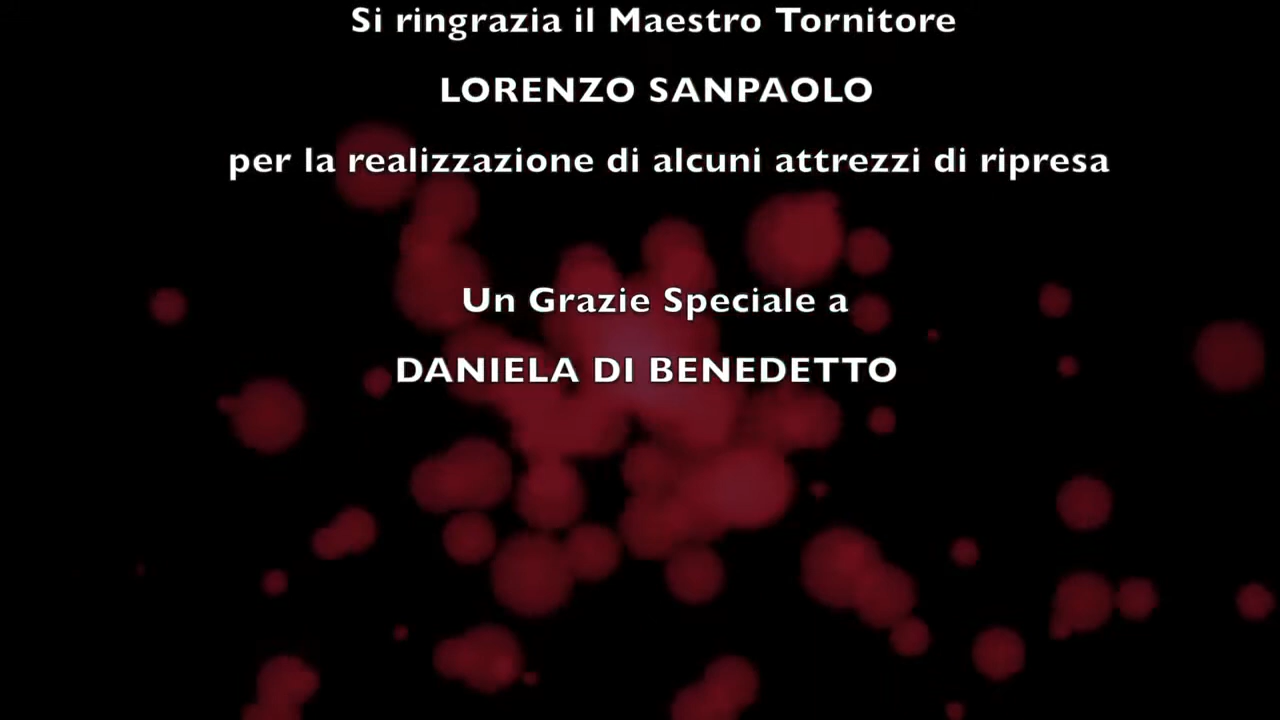 Si ringrazia il Maestro Tornitore
LORENZO SANPAOLO
per la realizzazione di alcuni attrezzi di ripresa
Un Grazie Speciale a
DANIELA DI BENEDETTO